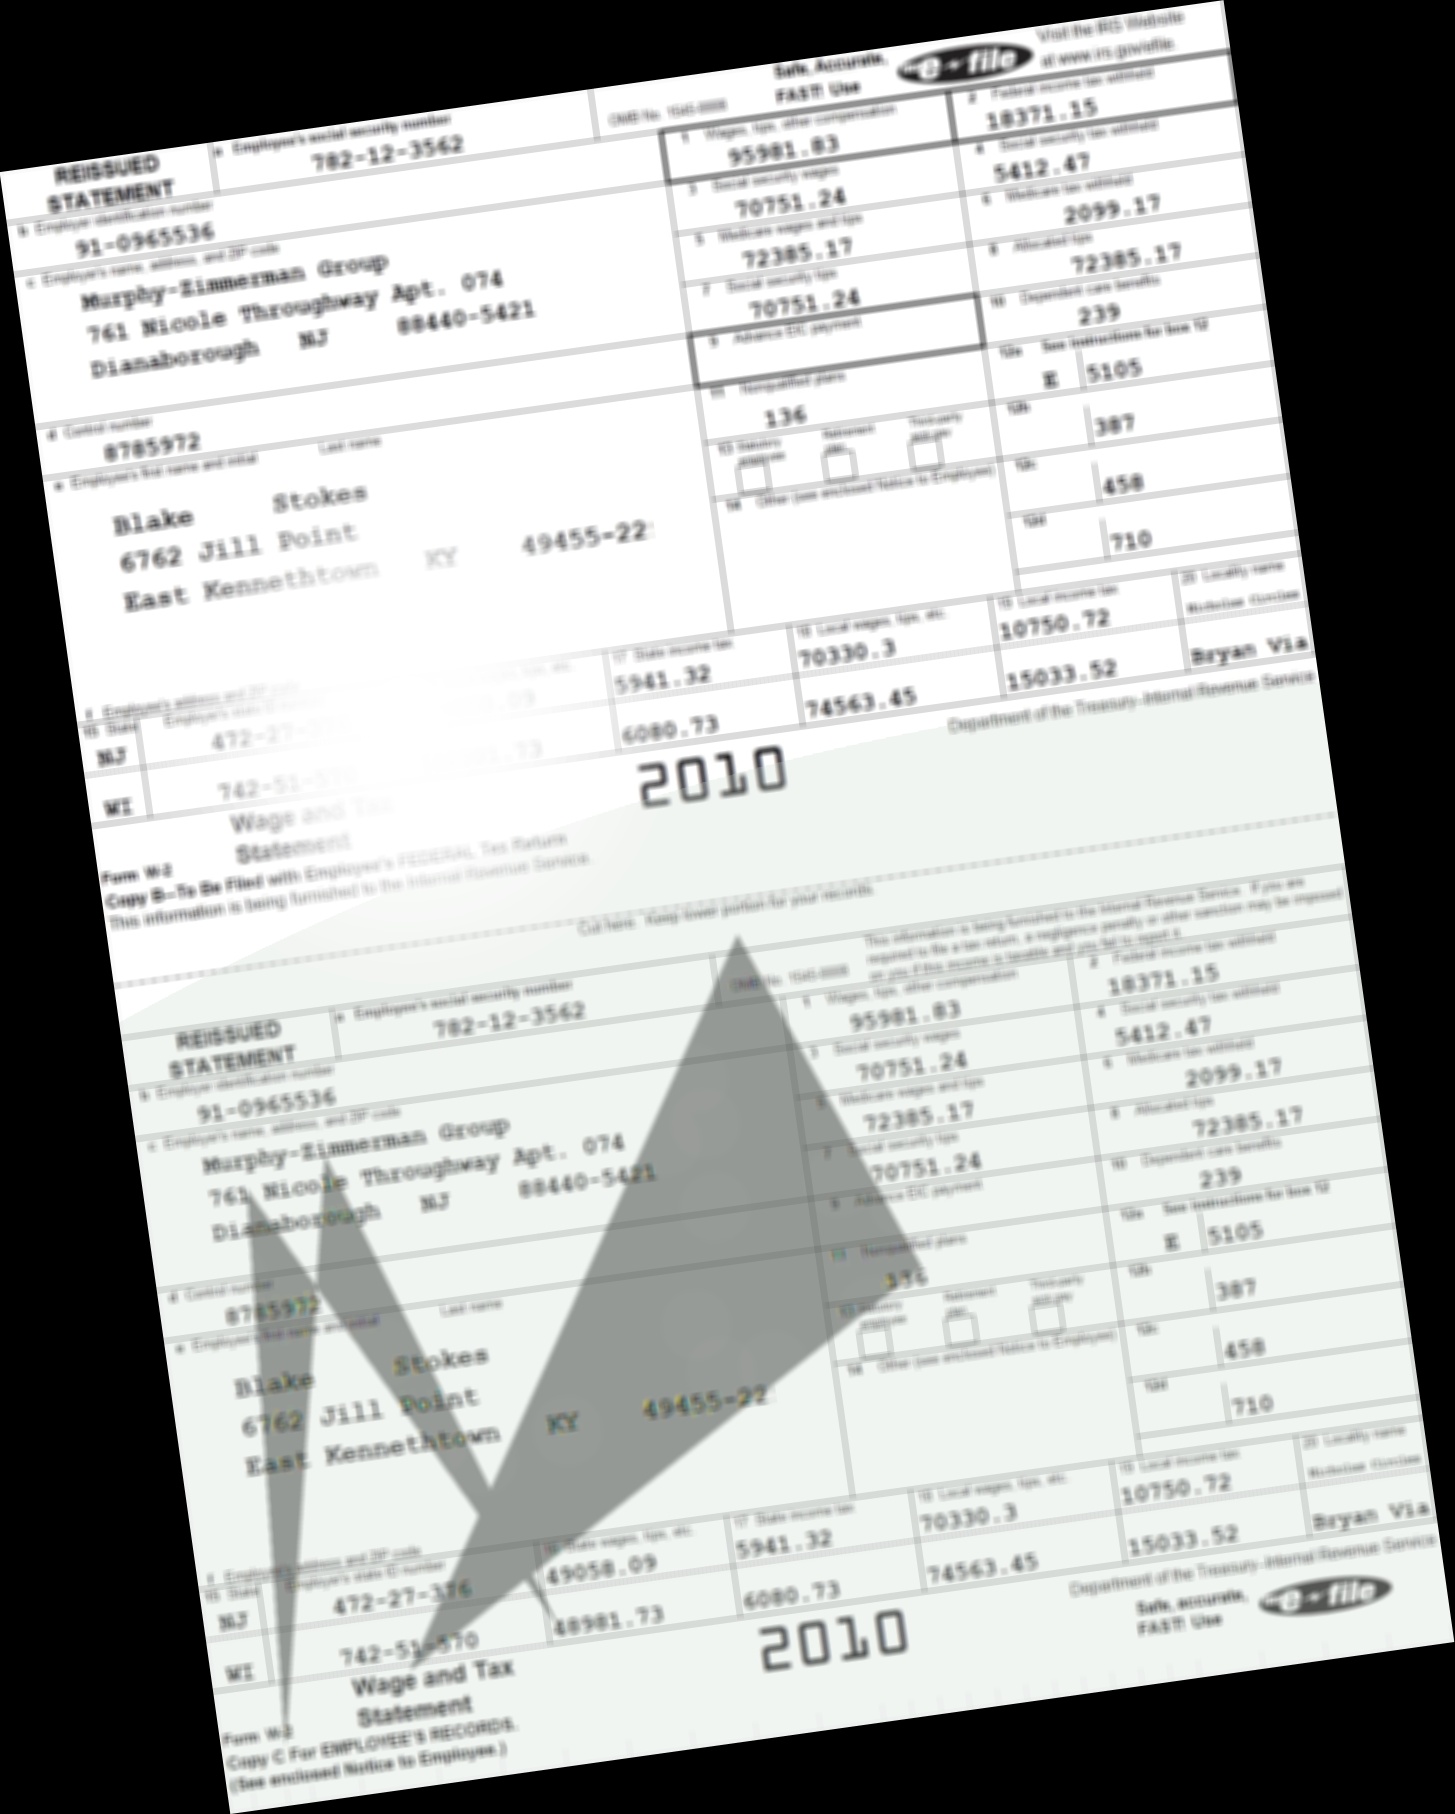 Safe, Accurate, FAST! Use e~file Visit the IRS Website at www.irs.gov/efile.
REISSUED STATEMENT
a Employee's social security number 782-12-3562
OMB No. 1545-0008
1 Wages, tips, other compensation 95981.83
2 Federal income tax withheld 18371.15
b Employer identification number 91-0965536
3 Social security wages 70751.24
4 Social security tax withheld 5412.47
c Employer's name, address, and ZIP code
Murphy-Zimmerman Group
761 Nicole Throughway Apt. 074
Dianaborough NJ 88440-5421
5 Medicare wages and tips 72385.17
6 Medicare tax withheld 2099.17
7 Social security tips 70751.24
8 Allocated tips 72385.17
9 Advance EIC payment
10 Dependent care benefits 239
d Control number 8785972
11 Nonqualified plans 136
12a See instructions for box 12 E 5105
e Employee's first name and initial Last name
Blake Stokes
6762 Jill Point
East Kennethtown KY 49455-22
13 Statutory employee Retirement plan Third-party sick pay
12b 387
14 Other (see enclosed Notice to Employee)
12c 458
12d 710
f Employee's address and ZIP code
15 State Employer's state ID number
17 State income tax
18 Local wages, tips, etc.
19 Local income tax
20 Locality name
NJ 472-27- 5941.32 70330.3 10750.72
WI 742-51- 6080.73 74563.45 15033.52 Bryan Via
Form W-2
Wage and Tax
Statement
2010
Department of the Treasury-Internal Revenue Service
Copy B-To Be Filed with Employee's FEDERAL Tax Return
This information is being furnished to the Internal Revenue Service.
Cut here. Keep lower portion for your records.
This information is being furnished to the Internal Revenue Service. If you are
required to file a tax return, a negligence penalty or other sanction may be imposed
on you if this income is taxable and you fail to report it.
REISSUED STATEMENT
a Employee's social security number 782-12-3562
OMB No. 1545-0008
1 Wages, tips, other compensation 95981.83
2 Federal income tax withheld 18371.15
b Employer identification number 91-0965536
3 Social security wages 70751.24
4 Social security tax withheld 5412.47
c Employer's name, address, and ZIP code
Murphy-Zimmerman Group
761 Nicole Throughway Apt. 074
Dianaborough NJ 88440-5421
5 Medicare wages and tips 72385.17
6 Medicare tax withheld 2099.17
7 Social security tips 70751.24
8 Allocated tips 72385.17
9 Advance EIC payment
10 Dependent care benefits 239
d Control number 8785972
11 Nonqualified plans 136
12a See instructions for box 12 E 5105
e Employee's first name and initial Last name
Blake Stokes
6762 Jill Point
East Kennethtown KY 49455-22
13 Statutory employee Retirement plan Third-party sick pay
12b 387
14 Other (see enclosed Notice to Employee)
12c 458
12d 710
f Employee's address and ZIP code
15 State Employer's state ID number
16 State wages, tips, etc.
17 State income tax
18 Local wages, tips, etc.
19 Local income tax
20 Locality name
NJ 472-27-376 49058.09 5941.32 70330.3 10750.72
WI 742-51-570 48981.73 6080.73 74563.45 15033.52 Bryan Via
Form W-2
Wage and Tax
Statement
2010
Department of the Treasury-Internal Revenue Service
Safe, accurate, FAST! Use e~file
Copy C For EMPLOYEE'S RECORDS.
(See enclosed Notice to Employee.)